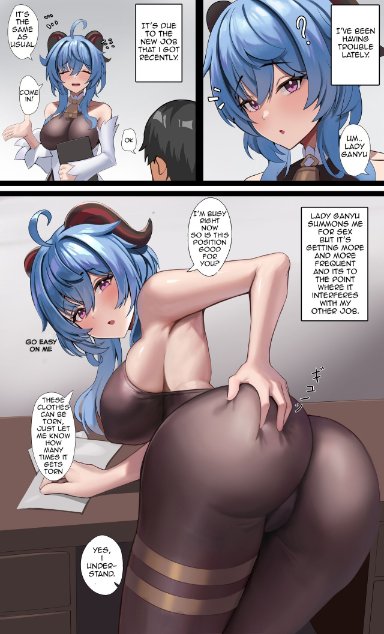 IT'S THE
SAME AS
USUAL.
IT'S DUE TO
THE NEW JOB
THAT I GOT
RECENTLY.
COME
IN!
OK
I'VE BEEN
HAVING
TROUBLE
LATELY.
?
UM..
LADY
GANYU
I'M BUSY
RIGHT
NOW
SO IS THIS
POSITION
GOOD
FOR
YOU?
LADY GANYU
SUMMONS ME
FOR SEX
BUT IT'S
GETTING MORE
AND MORE
FREQUENT
AND ITS TO
THE POINT
WHERE IT
INTERFERES
WITH MY
OTHER JOB.
GO EASY
ON ME
THESE
CLOTHES
CAN BE
TORN,
JUST LET
ME KNOW
HOW
MANY
TIMES IT
GETS
TORN
YES,
I
UNDER-
STAND.